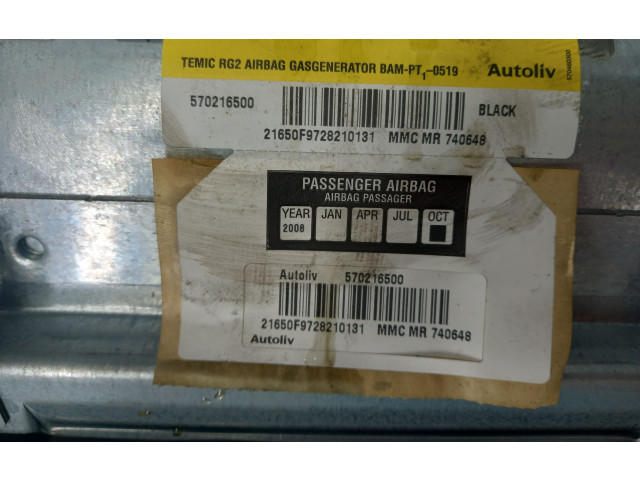 TEMIC RG2 AIRBAG GASGENERATOR BAM-PT1-0519 Autoliv
570216500
BLACK
21650F9728210131 MMC MR 740648
PASSENGER AIRBAG
AIRBAG PASSAGER
YEAR JAN APR JUL OCT
2008
Autoliv 570216500
21650F9728210131 MMC MR 740648
Autoliv